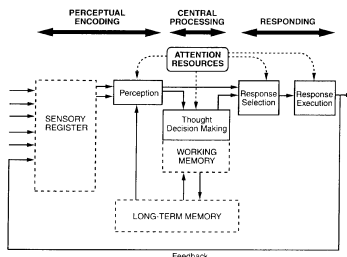 PERCEPTUAL
ENCODING
CENTRAL
PROCESSING
RESPONDING
ATTENTION
RESOURCES
SENSORY
REGISTER
Perception
Thought
Decision Making
WORKING
MEMORY
Response
Selection
Response
Execution
LONG-TERM MEMORY
Feedback